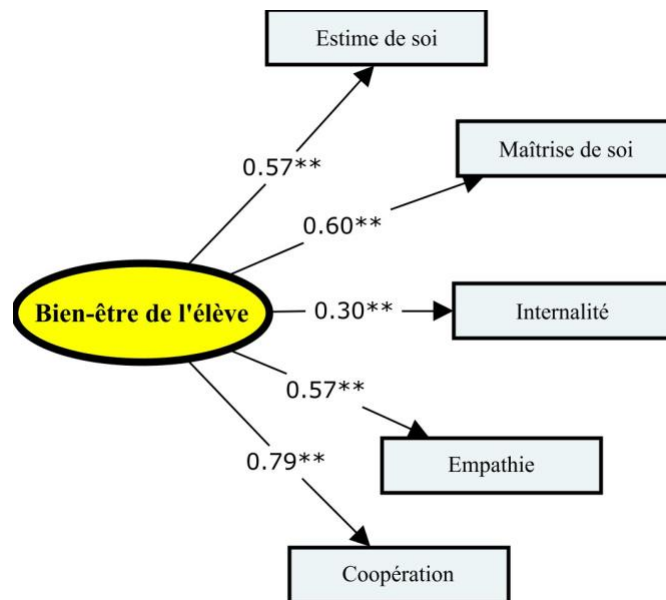 Estime de soi
0.57**
Maîtrise de soi
0.60**
Bien-être de l'élève
0.30**
Internalité
0.57**
Empathie
0.79**
Coopération